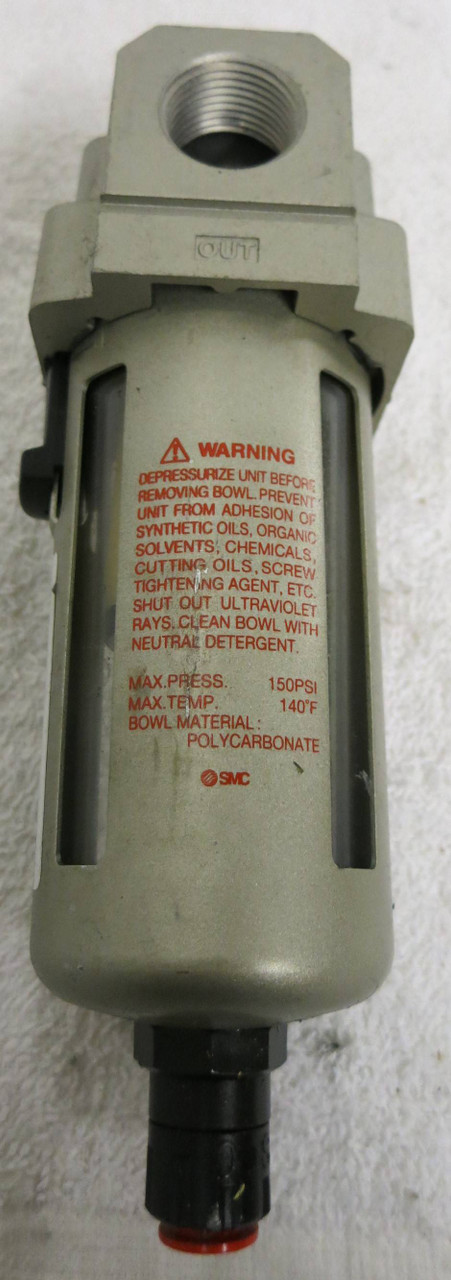 OUT
WARNING
DEPRESSURIZE UNIT BEFORE
REMOVING BOWL. PREVENT
UNIT FROM ADHESION OF
SYNTHETIC OILS, ORGANIC
SOLVENTS, CHEMICALS,
CUTTING OILS, SCREW
TIGHTENING AGENT, ETC.
SHUT OUT ULTRAVIOLET
RAYS. CLEAN BOWL WITH
NEUTRAL DETERGENT.
MAX.PRESS. 150PSI
MAX.TEMP. 140°F
BOWL MATERIAL:
POLYCARBONATE
SMC